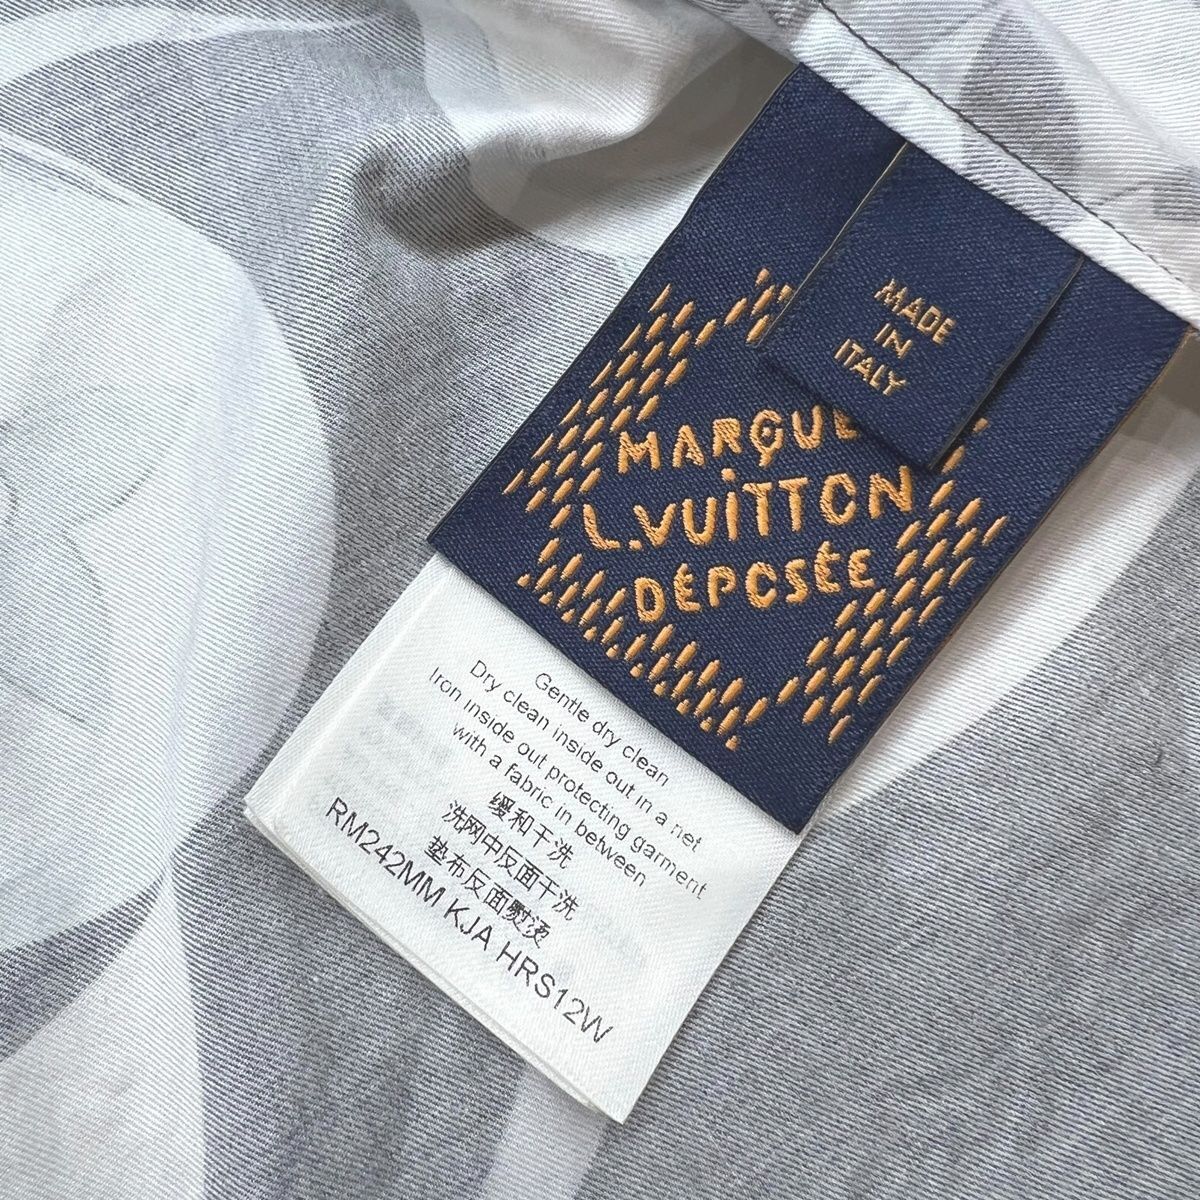 MADE
IN
ITALY
MARQUE
L.VUITTON
DÉPOSÉE
Gentle dry clean
Dry clean inside out in a net
Iron inside out protecting garment
with a fabric in between
缓和干洗
洗网中反面干洗
垫布反面熨烫
RM242MM KJA HRS12W